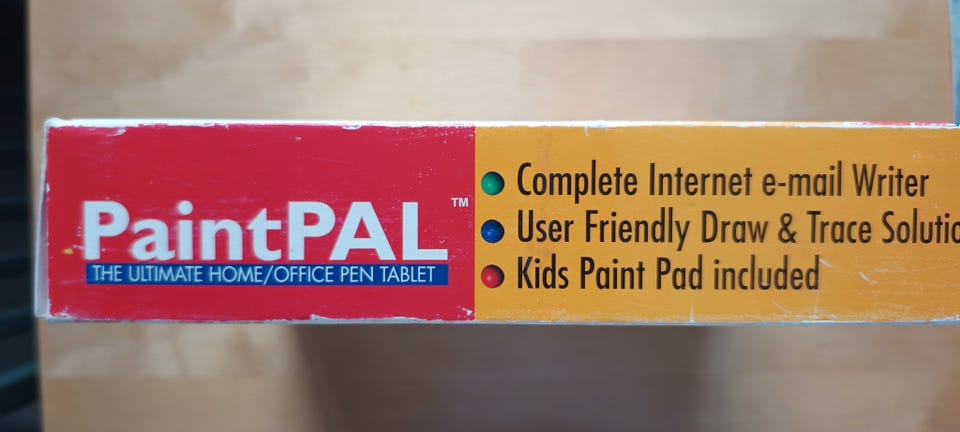 PaintPAL™
THE ULTIMATE HOME/OFFICE PEN TABLET
Complete Internet e-mail Writer
User Friendly Draw & Trace Solutio
Kids Paint Pad included